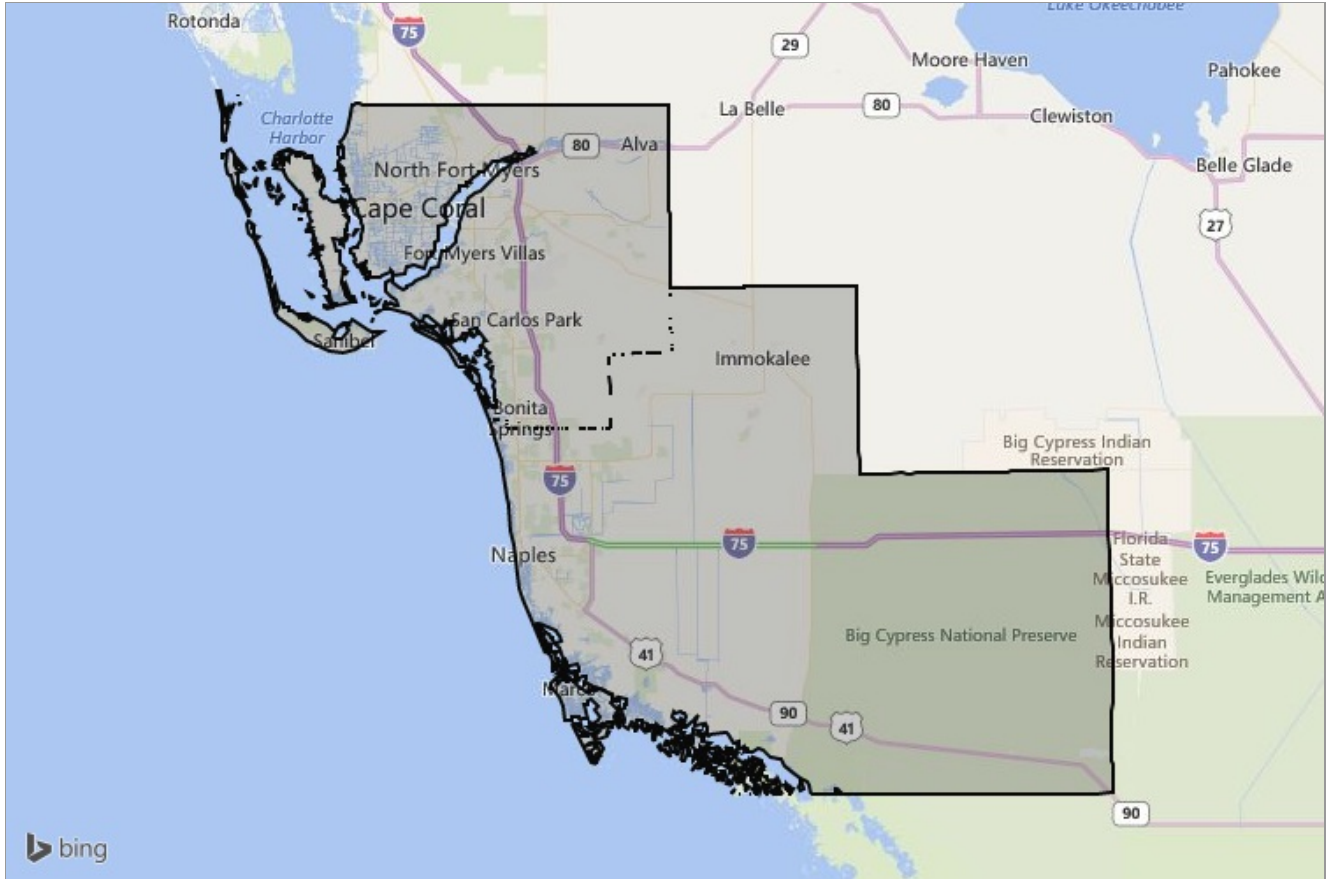 Lake Okeechobee
Rotonda
75
29
Moore Haven
Pahokee
La Belle
80
Clewiston
Charlotte
Harbor
80
Alva
Belle Glade
North Fort Myers
Cape Coral
27
Fort Myers Villas
San Carlos Park
Sanibel
Immokalee
Bonita
Springs
Big Cypress Indian
Reservation
75
Naples
75
Florida
State
Miccosukee
I.R.
Miccosukee
Indian
Reservation
75
Everglades Wild
Management A
Big Cypress National Preserve
41
Marco
90
41
90
bing